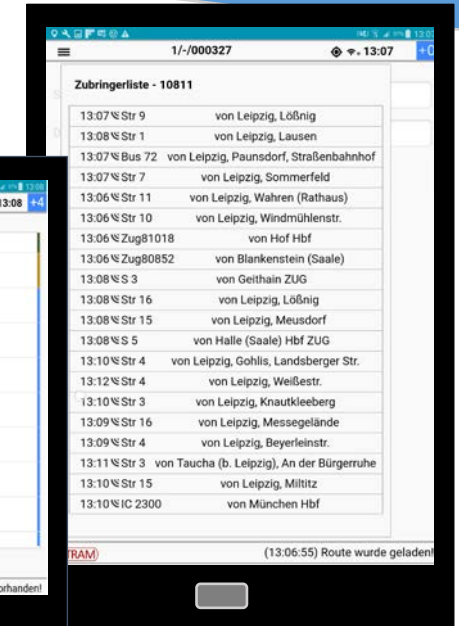 13:07
1/-/000327
13:07
+0
Zubringerliste - 10811
13:07 Str 9 von Leipzig, Lößnig
13:08 Str 1 von Leipzig, Lausen
13:07 Bus 72 von Leipzig, Paunsdorf, Straßenbahnhof
13:07 Str 7 von Leipzig, Sommerfeld
13:06 Str 11 von Leipzig, Wahren (Rathaus)
13:06 Str 10 von Leipzig, Windmühlenstr.
13:06 Zug81018 von Hof Hbf
13:06 Zug80852 von Blankenstein (Saale)
13:08 S 3 von Geithain ZUG
13:08 Str 16 von Leipzig, Lößnig
13:08 Str 15 von Leipzig, Meusdorf
13:08 S 5 von Halle (Saale) Hbf ZUG
13:10 Str 4 von Leipzig, Gohlis, Landsberger Str.
13:12 Str 4 von Leipzig, Weißestr.
13:10 Str 3 von Leipzig, Knautkleeberg
13:09 Str 16 von Leipzig, Messegelände
13:09 Str 4 von Leipzig, Beyerleinstr.
13:11 Str 3 von Taucha (b. Leipzig), An der Bürgerruhe
13:10 Str 15 von Leipzig, Miltitz
13:10 IC 2300 von München Hbf
TRAM) (13:06:55) Route wurde geladen!
13:08
13:08 +4
orhanden!